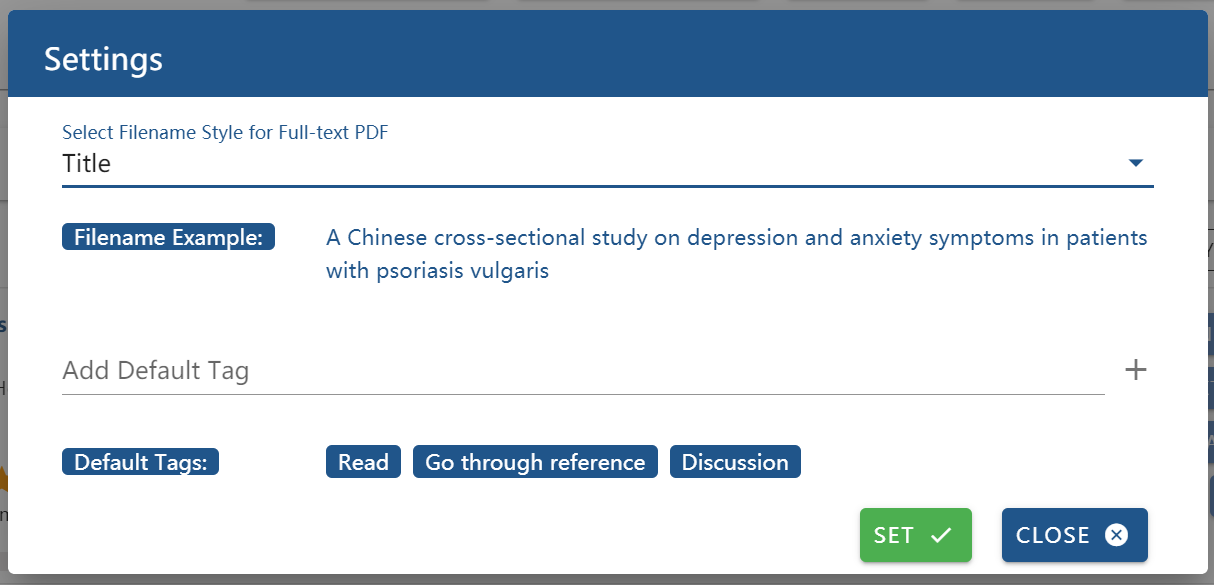 Settings
Select Filename Style for Full-text PDF
Title
Filename Example: A Chinese cross-sectional study on depression and anxiety symptoms in patients
with psoriasis vulgaris
Add Default Tag
Default Tags: Read Go through reference Discussion
SET CLOSE